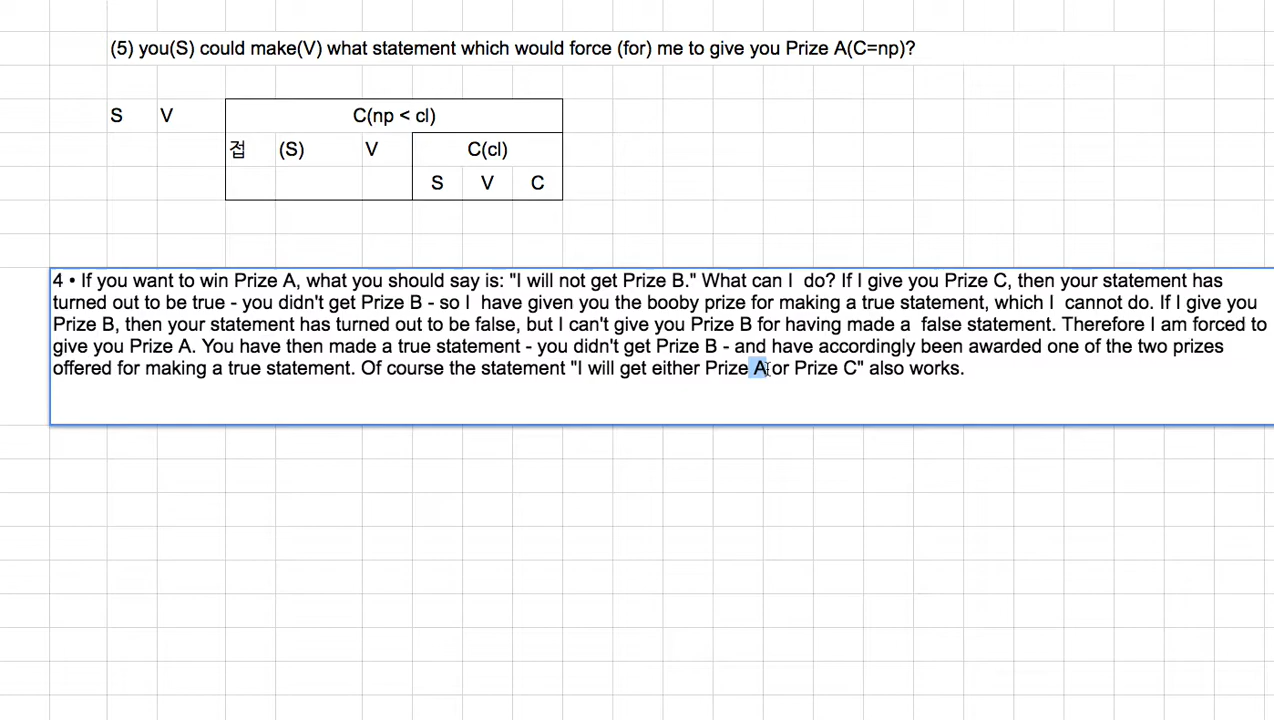 (5) you(S) could make(V) what statement which would force (for) me to give you Prize A(C=np)?
S V C(np < cl)
접 (S) V C(cl)
S V C
4 • If you want to win Prize A, what you should say is: "I will not get Prize B." What can I do? If I give you Prize C, then your statement has
turned out to be true - you didn't get Prize B - so I have given you the booby prize for making a true statement, which I cannot do. If I give you
Prize B, then your statement has turned out to be false, but I can't give you Prize B for having made a false statement. Therefore I am forced to
give you Prize A. You have then made a true statement - you didn't get Prize B - and have accordingly been awarded one of the two prizes
offered for making a true statement. Of course the statement "I will get either Prize A or Prize C" also works.